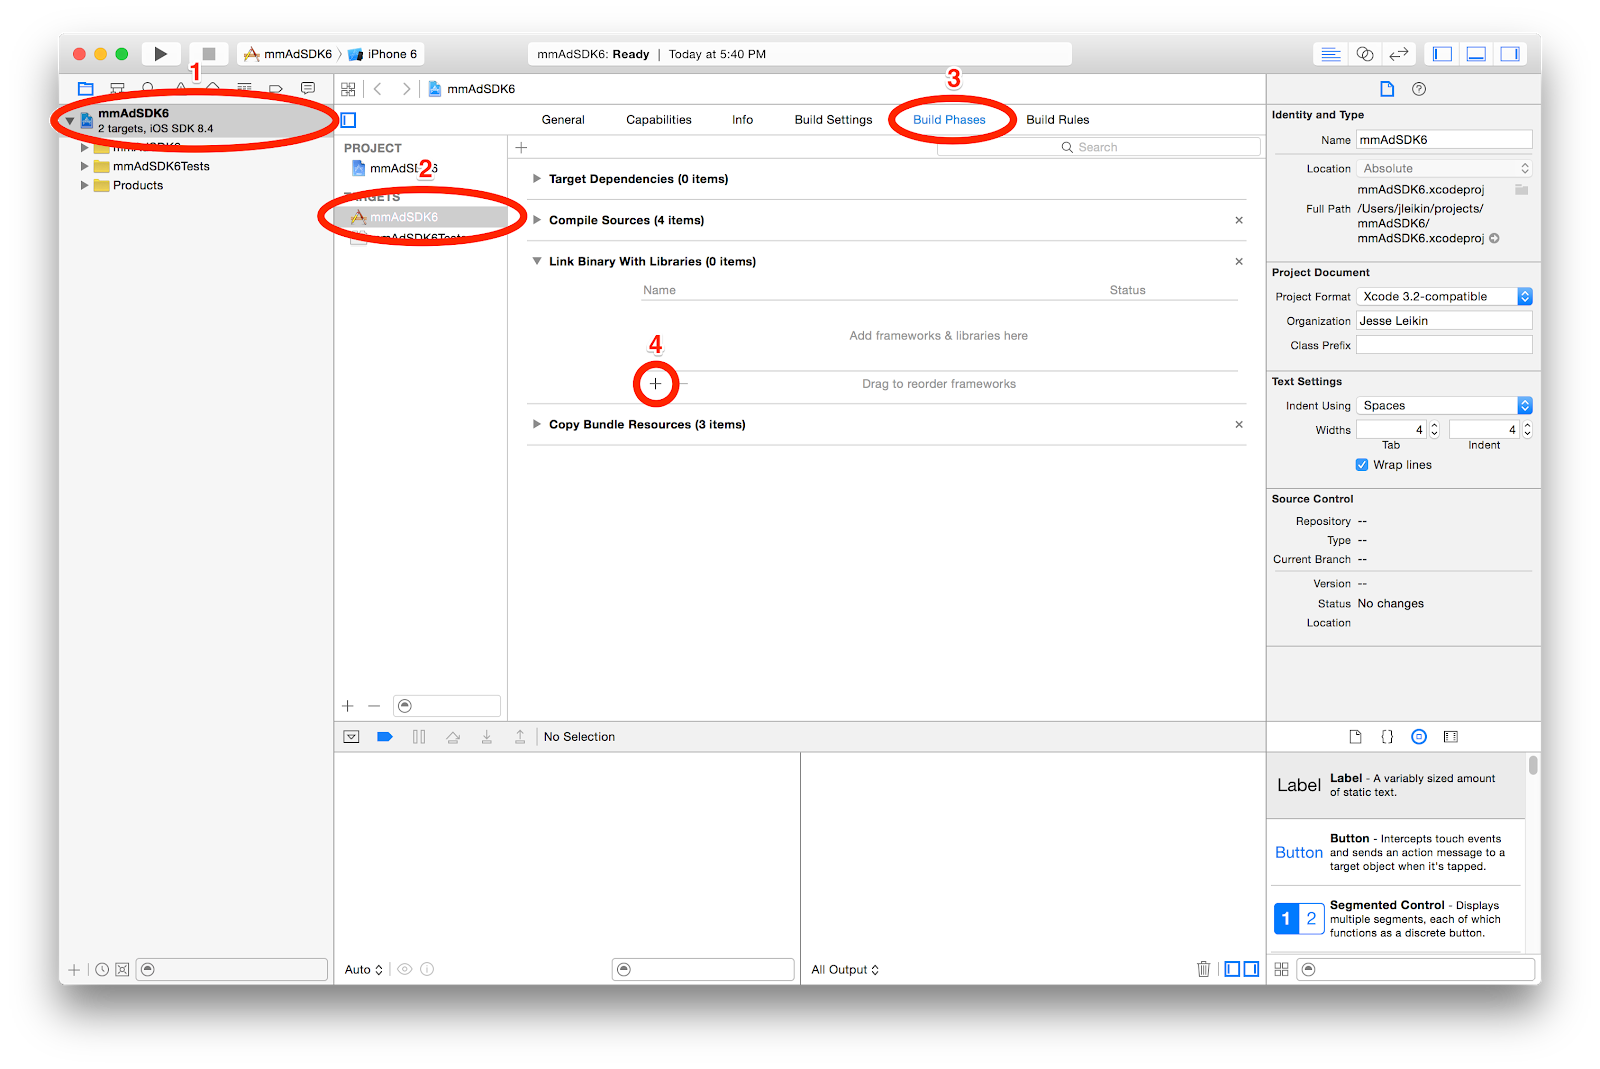 mmAdSDK6 iPhone 6
mmAdSDK6: Ready | Today at 5:40 PM
1
3
mmAdSDK6
mmAdSDK6
2 targets, iOS SDK 8.4
mmAdSDK6
mmAdSDK6Tests
Products
General Capabilities Info Build Settings Build Phases Build Rules
PROJECT
mmAdSDK6
2
TARGETS
mmAdSDK6
mmAdSDK6Tests
Search
Target Dependencies (0 items)
Compile Sources (4 items)
Link Binary With Libraries (0 items)
Name Status
Add frameworks & libraries here
4
Drag to reorder frameworks
Copy Bundle Resources (3 items)
Identity and Type
Name mmAdSDK6
Location Absolute
mmAdSDK6.xcodeproj
Full Path /Users/jleikin/projects/
mmAdSDK6/
mmAdSDK6.xcodeproj
Project Document
Project Format Xcode 3.2-compatible
Organization Jesse Leikin
Class Prefix
Text Settings
Indent Using Spaces
Widths 4 4
Tab Indent
Wrap lines
Source Control
Repository --
Type --
Current Branch --
Version --
Status No changes
Location
No Selection
Label
Label - A variably sized amount
of static text.
Button
Button - Intercepts touch events
and sends an action message to a
target object when it's tapped.
1 2
Segmented Control - Displays
multiple segments, each of which
functions as a discrete button.
Auto
All Output